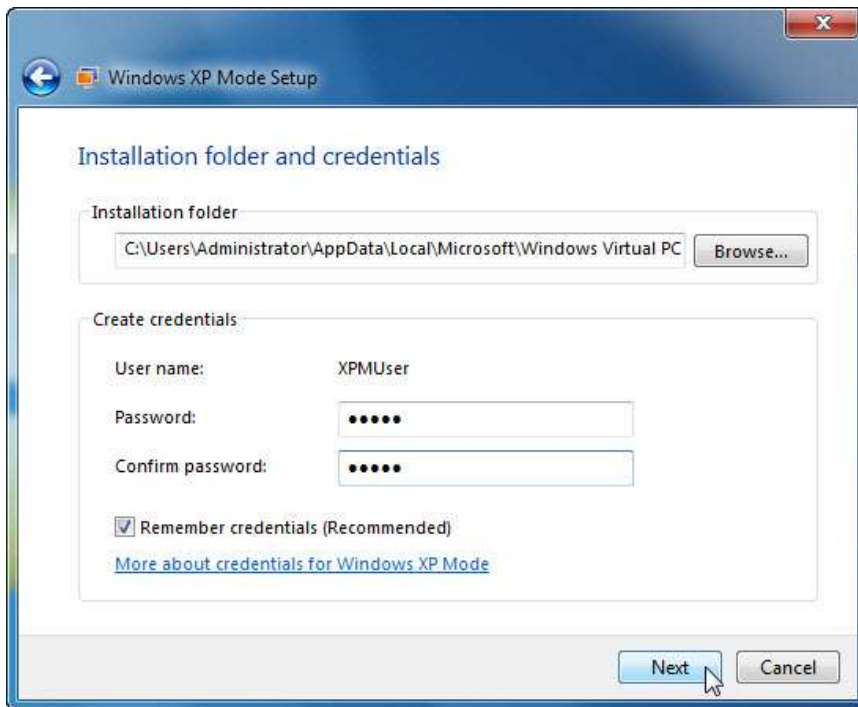 Windows XP Mode Setup
Installation folder and credentials
Installation folder
C:\Users\Administrator\AppData\Local\Microsoft\Windows Virtual PC
Browse...
Create credentials
User name: XPMUser
Password: •••••
Confirm password: •••••
Remember credentials (Recommended)
More about credentials for Windows XP Mode
Next Cancel